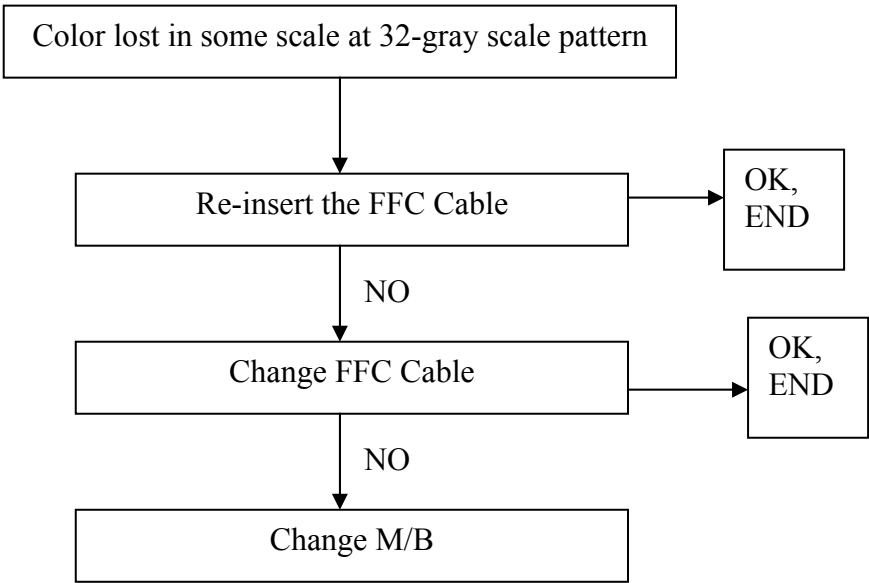 Color lost in some scale at 32-gray scale pattern
Re-insert the FFC Cable
OK,
END
NO
Change FFC Cable
OK,
END
NO
Change M/B